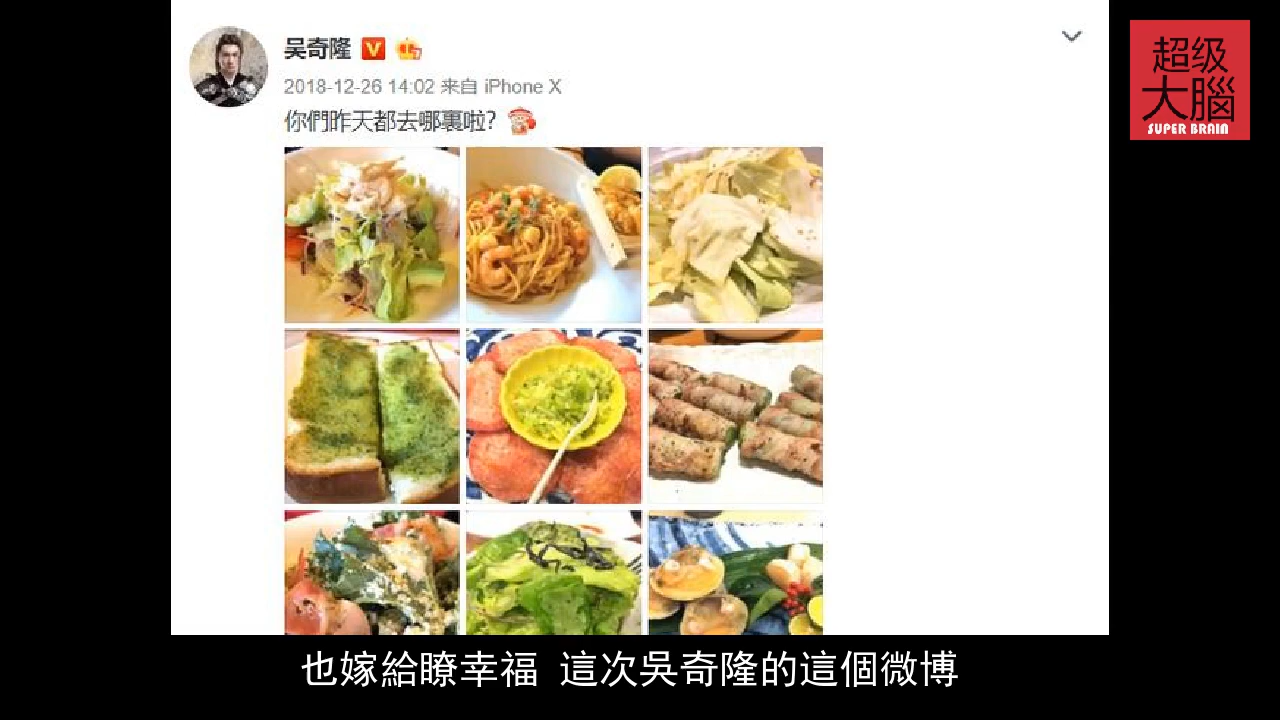 吴奇隆
2018-12-26 14:02 来自 iPhone X
你們昨天都去哪裏啦?
超级
大腦
SUPER BRAIN
也嫁給瞭幸福 這次吳奇隆的這個微博